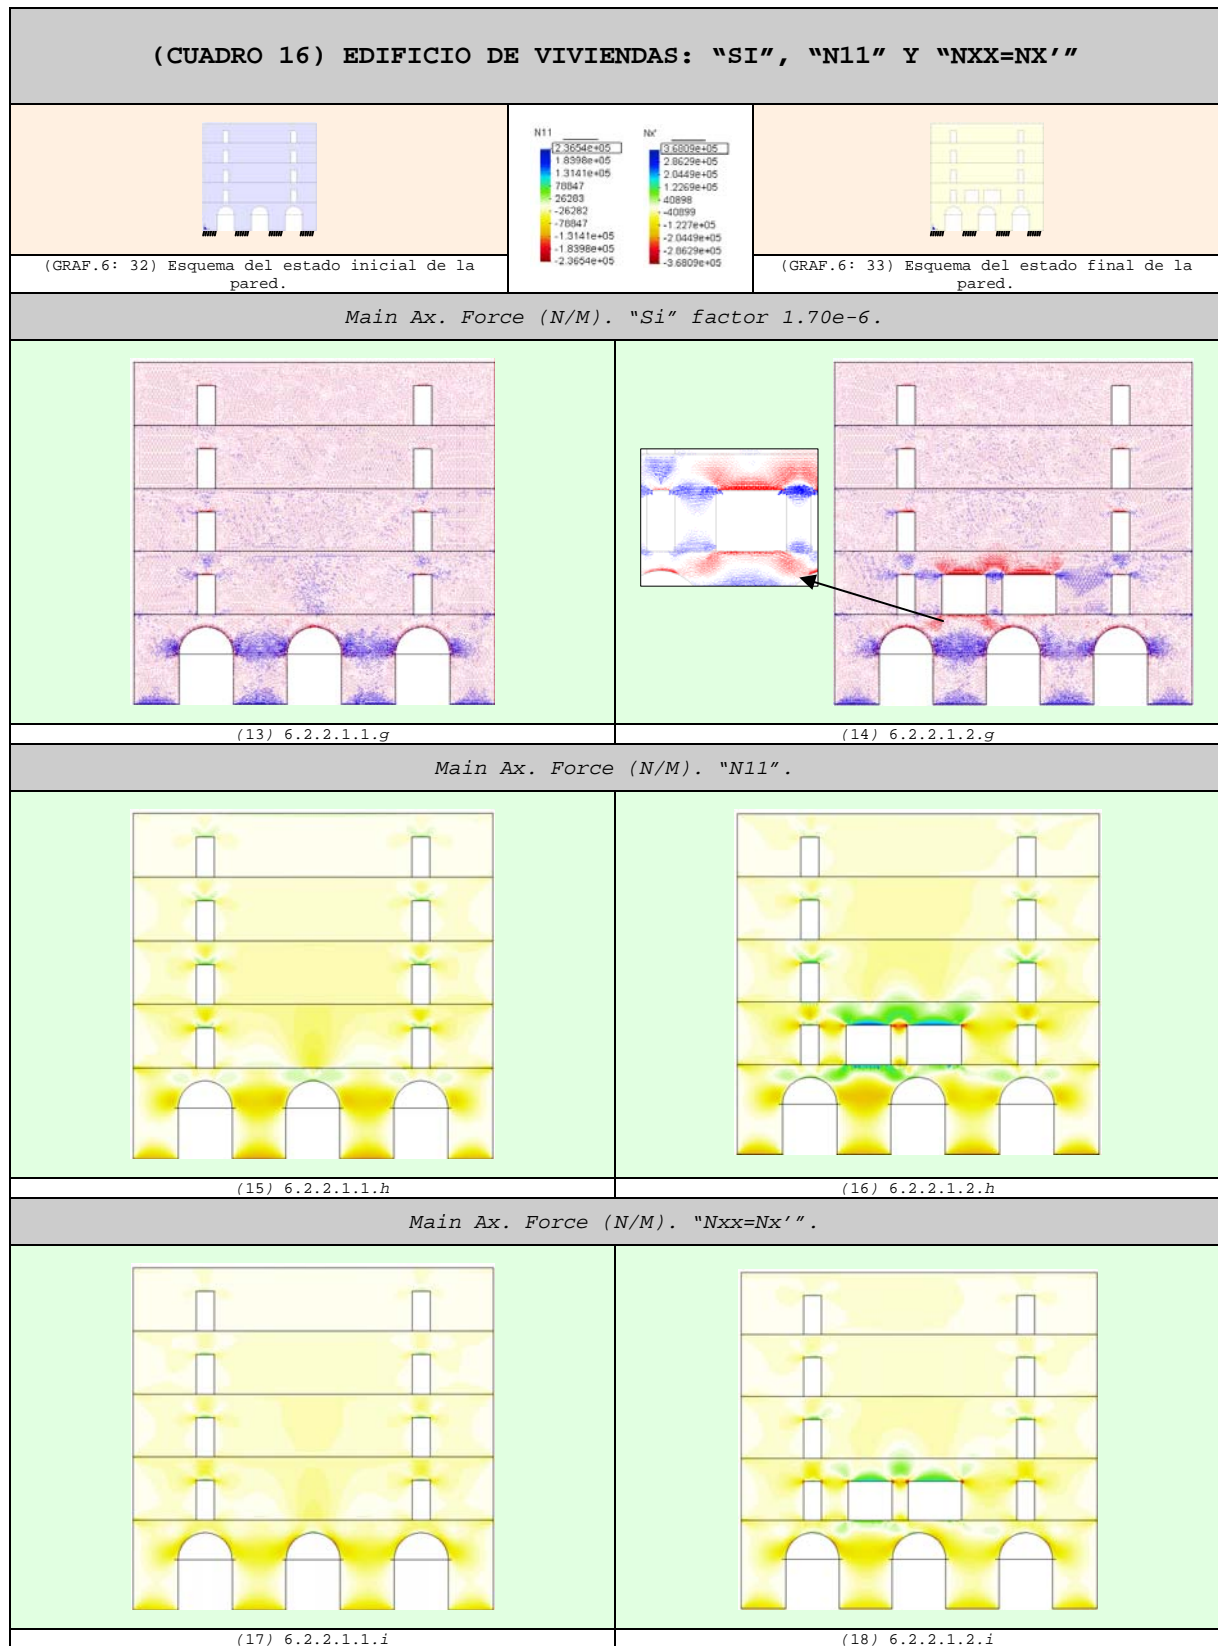 (CUADRO 16) EDIFICIO DE VIVIENDAS: “SI”, “N11” Y “NXX=NX’”
N11
2.3654e+05
1.8398e+05
1.3141e+05
78847
26283
-26282
-78847
-1.3141e+05
-1.8398e+05
-2.3654e+05
Nx'
3.6809e+05
2.8629e+05
2.0449e+05
1.2269e+05
40898
-40899
-1.227e+05
-2.0449e+05
-2.8629e+05
-3.6809e+05
(GRAF.6: 32) Esquema del estado inicial de la
pared.
(GRAF.6: 33) Esquema del estado final de la
pared.
Main Ax. Force (N/M). “Si” factor 1.70e-6.
(13) 6.2.2.1.1.g
(14) 6.2.2.1.2.g
Main Ax. Force (N/M). “N11”.
(15) 6.2.2.1.1.h
(16) 6.2.2.1.2.h
Main Ax. Force (N/M). “Nxx=Nx’”.
(17) 6.2.2.1.1.i
(18) 6.2.2.1.2.i